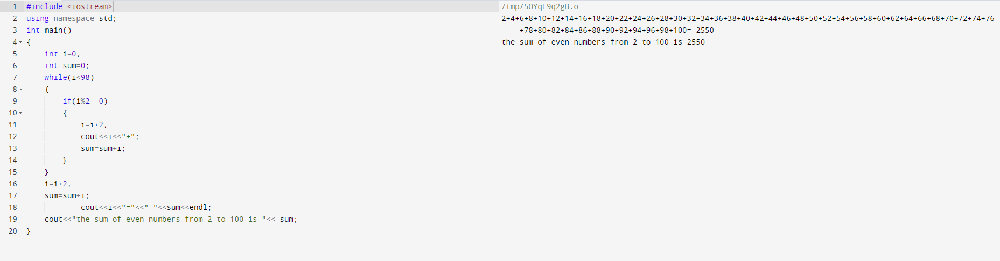 1 #include <iostream>
2 using namespace std;
3 int main()
4 {
5 int i=0;
6 int sum=0;
7 while(i<98)
8 {
9 if(i%2==0)
10 {
11 i=i+2;
12 cout<<i<<"+";
13 sum=sum+i;
14 }
15 }
16 i=i+2;
17 sum=sum+i;
18 cout<<i<<"="<<" "<<sum<<endl;
19 cout<<"the sum of even numbers from 2 to 100 is "<< sum;
20 }
/tmp/5OYqL9q2gB.o
2+4+6+8+10+12+14+16+18+20+22+24+26+28+30+32+34+36+38+40+42+44+46+48+50+52+54+56+58+60+62+64+66+68+70+72+74+76
+78+80+82+84+86+88+90+92+94+96+98+100= 2550
the sum of even numbers from 2 to 100 is 2550